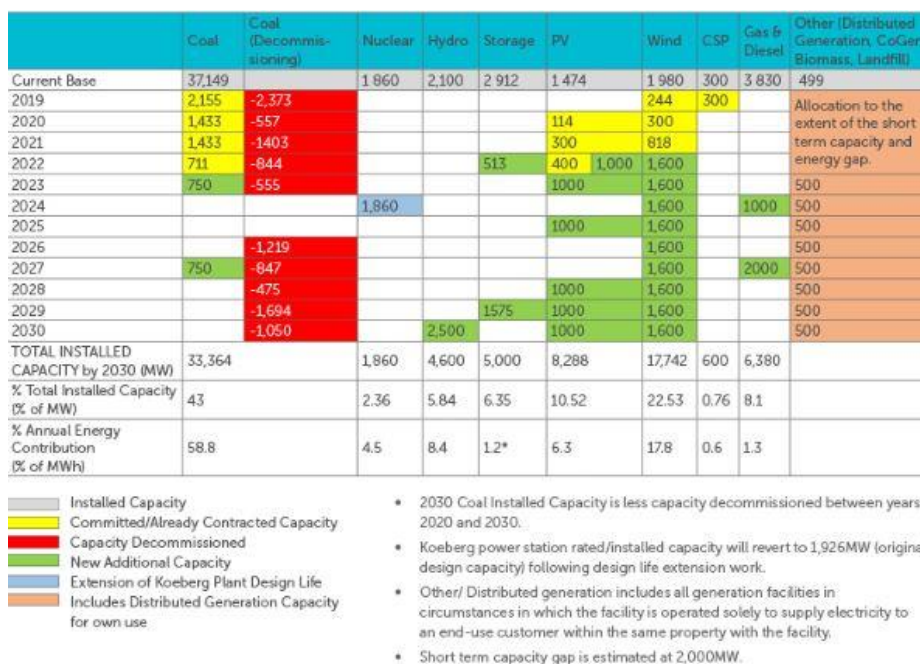 Coal Coal (Decommis-sioning) Nuclear Hydro Storage PV Wind CSP Gas & Diesel Other (Distributed Generation, CoGen Biomass, Landfill)
Current Base 37,149 1 860 2,100 2 912 1 474 1 980 300 3 830 499
2019 2,155 -2,373 244 300 Allocation to the
2020 1,433 -557 114 300 extent of the short
2021 1,433 -1403 300 818 term capacity and
2022 711 -844 513 400 1,000 1,600 energy gap.
2023 750 -555 1000 1,600 500
2024 1,860 1,600 1000 500
2025 1000 1,600 500
2026 -1,219 1,600 500
2027 750 -847 1,600 2000 500
2028 -475 1000 1,600 500
2029 -1,694 1575 1000 1,600 500
2030 -1,050 2,500 1000 1,600 500
TOTAL INSTALLED
CAPACITY by 2030 (MW) 33,364 1,860 4,600 5,000 8,288 17,742 600 6,380
% Total Installed Capacity
(% of MW) 43 2.36 5.84 6.35 10.52 22.53 0.76 8.1
% Annual Energy
Contribution
(% of MWh) 58.8 4.5 8.4 1.2* 6.3 17.8 0.6 1.3
Installed Capacity
Committed/Already Contracted Capacity
Capacity Decommissioned
New Additional Capacity
Extension of Koeberg Plant Design Life
Includes Distributed Generation Capacity
for own use
• 2030 Coal Installed Capacity is less capacity decommissioned between years
2020 and 2030.
• Koeberg power station rated/installed capacity will revert to 1,926MW (origina
design capacity) following design life extension work.
• Other/ Distributed generation includes all generation facilities in
circumstances in which the facility is operated solely to supply electricity to
an end-use customer within the same property with the facility.
• Short term capacity gap is estimated at 2,000MW.